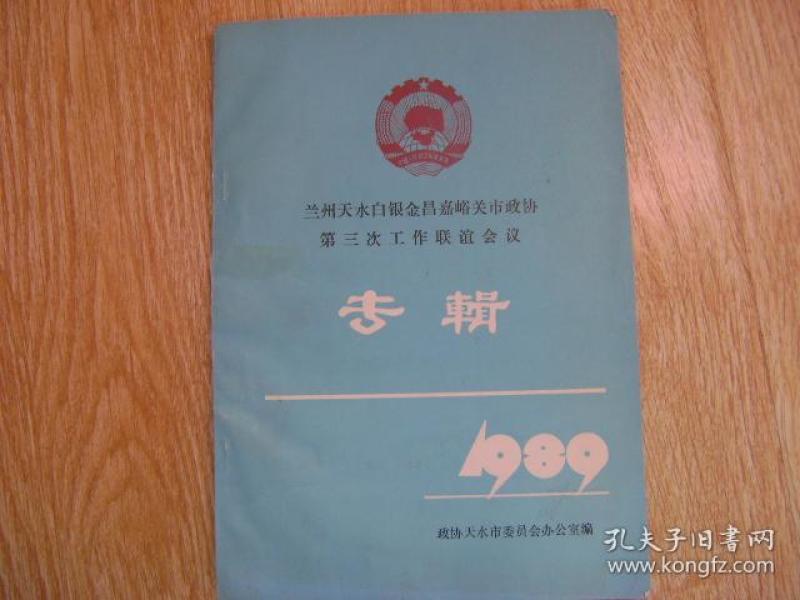 兰州天水白银金昌嘉峪关市政协
第三次工作联谊会议
专辑
1989
政协天水市委员会办公室编
孔夫子旧书网
www.kongfz.com